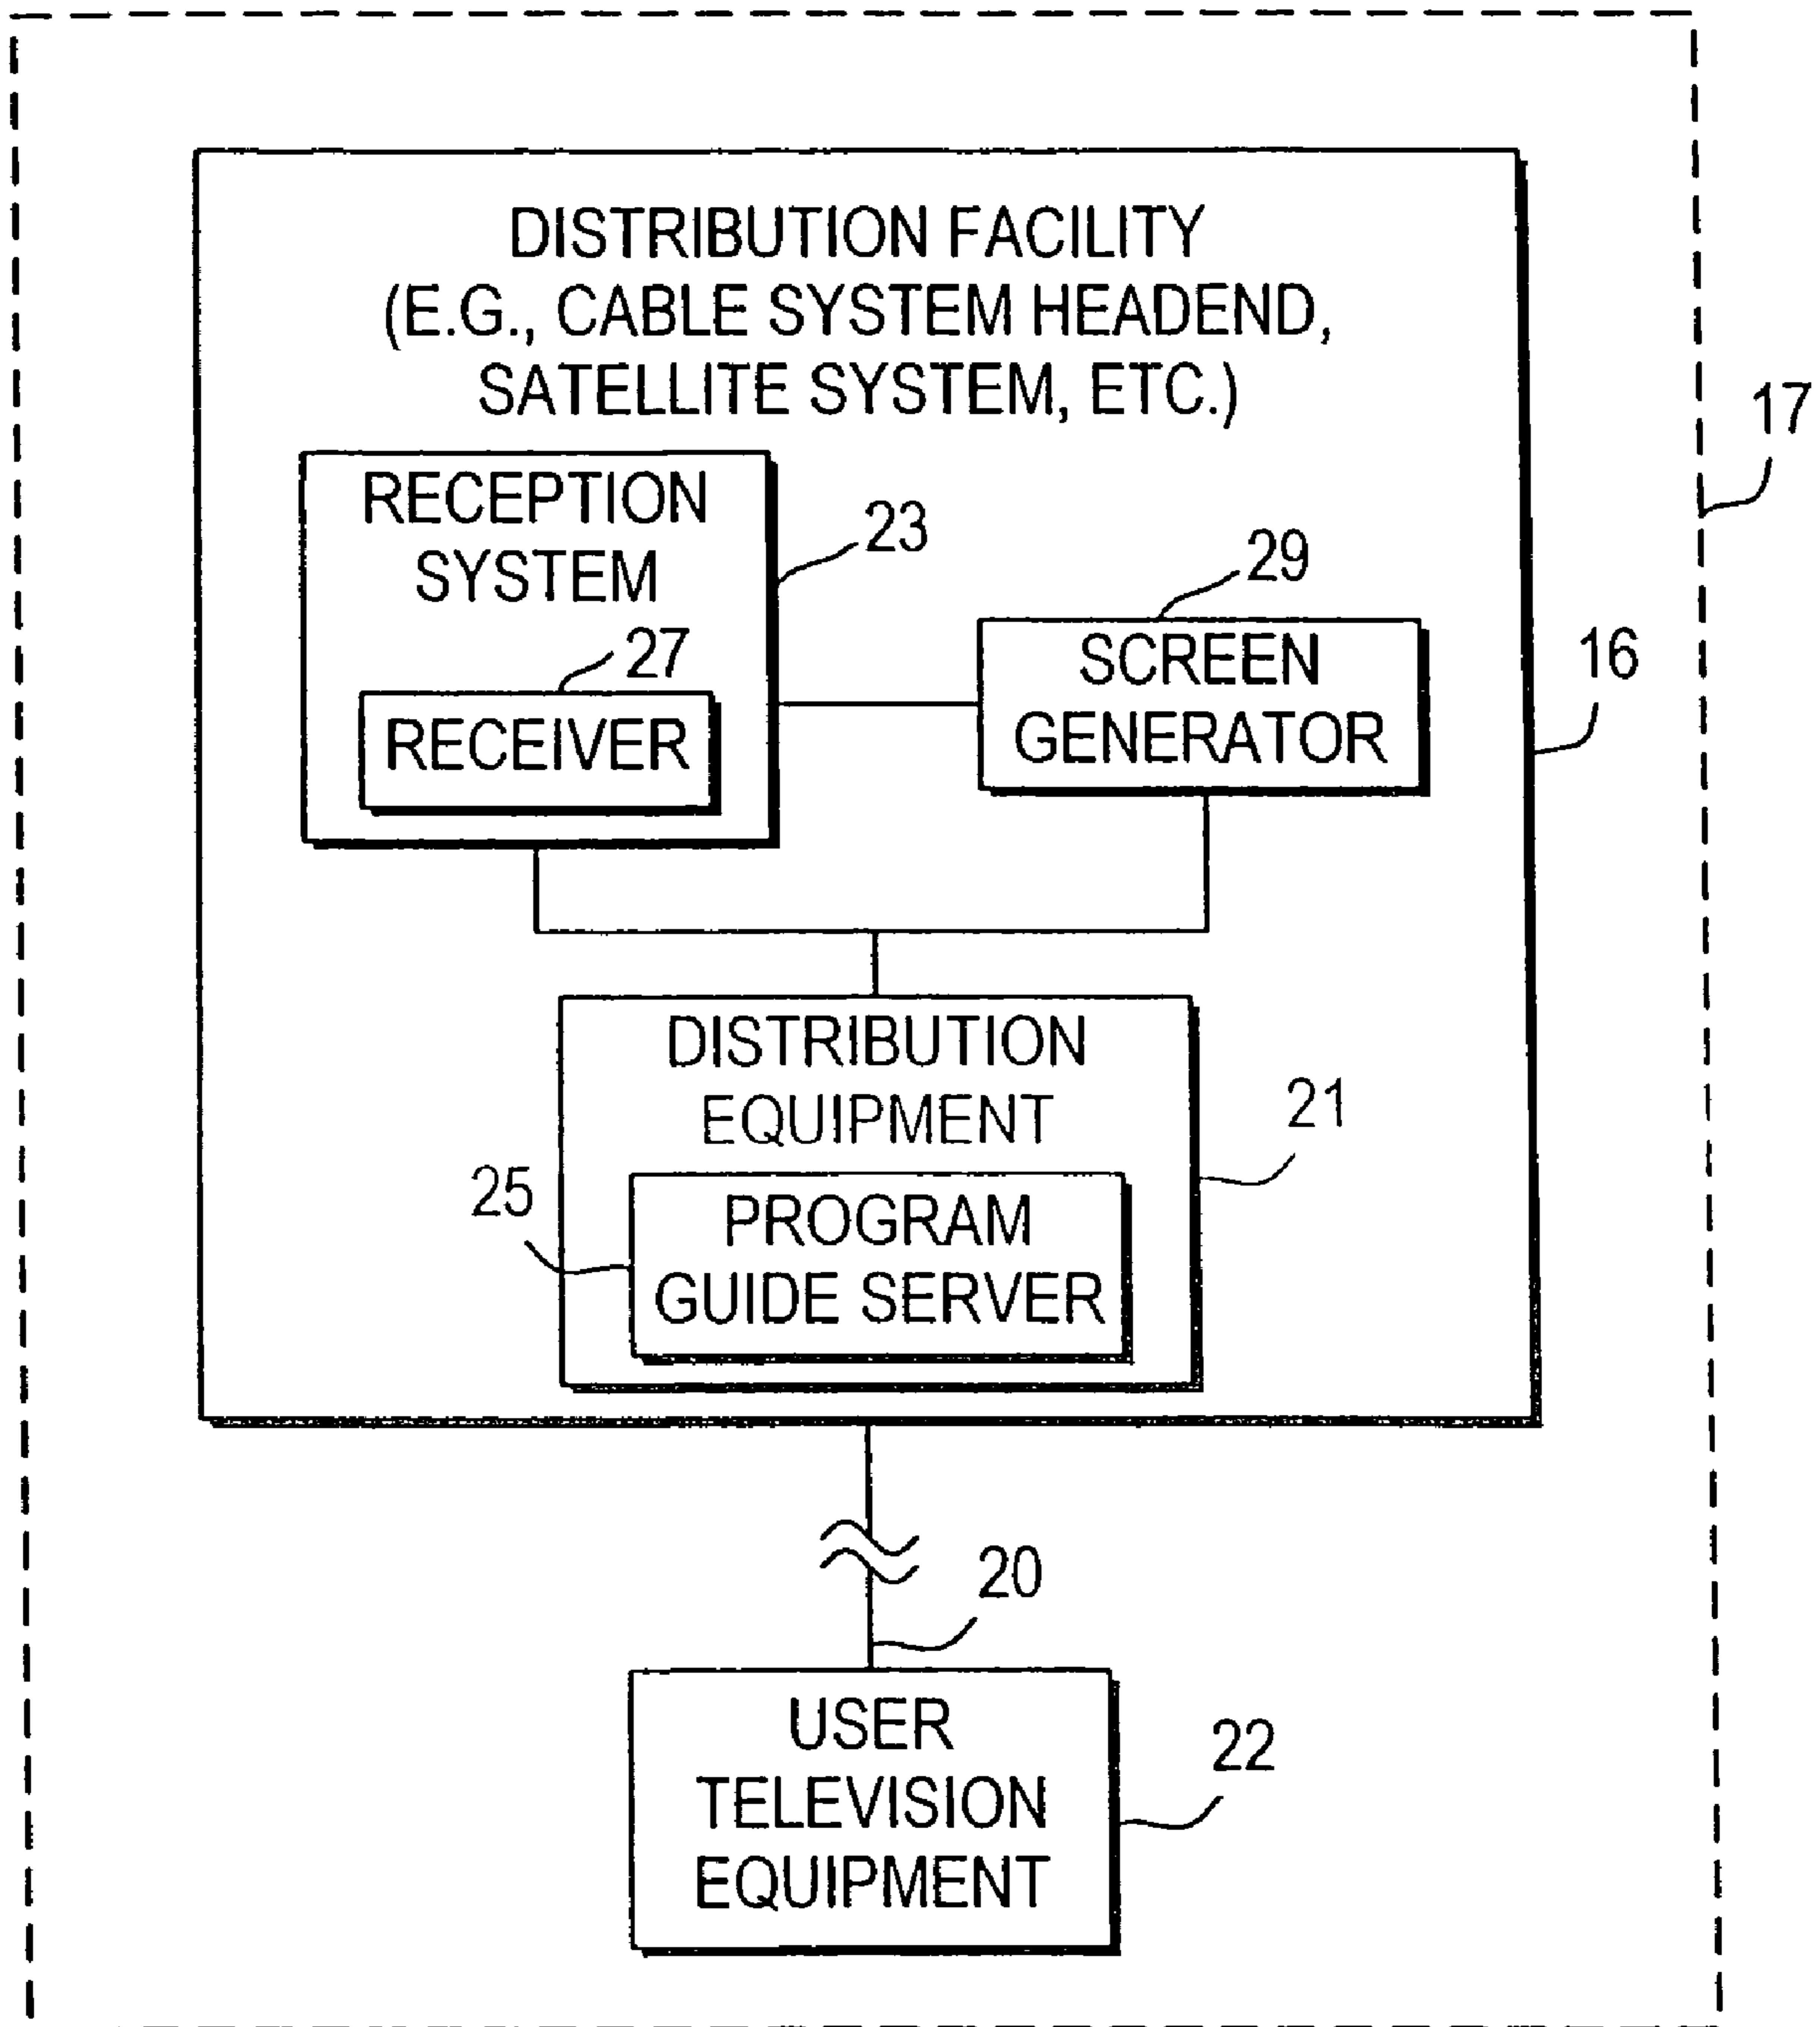 DISTRIBUTION FACILITY
(E.G., CABLE SYSTEM HEADEND,
SATELLITE SYSTEM, ETC.)
17
RECEPTION
SYSTEM
23
29
27
RECEIVER
SCREEN
GENERATOR
16
DISTRIBUTION
EQUIPMENT
21
25
PROGRAM
GUIDE SERVER
20
USER
TELEVISION
EQUIPMENT
22